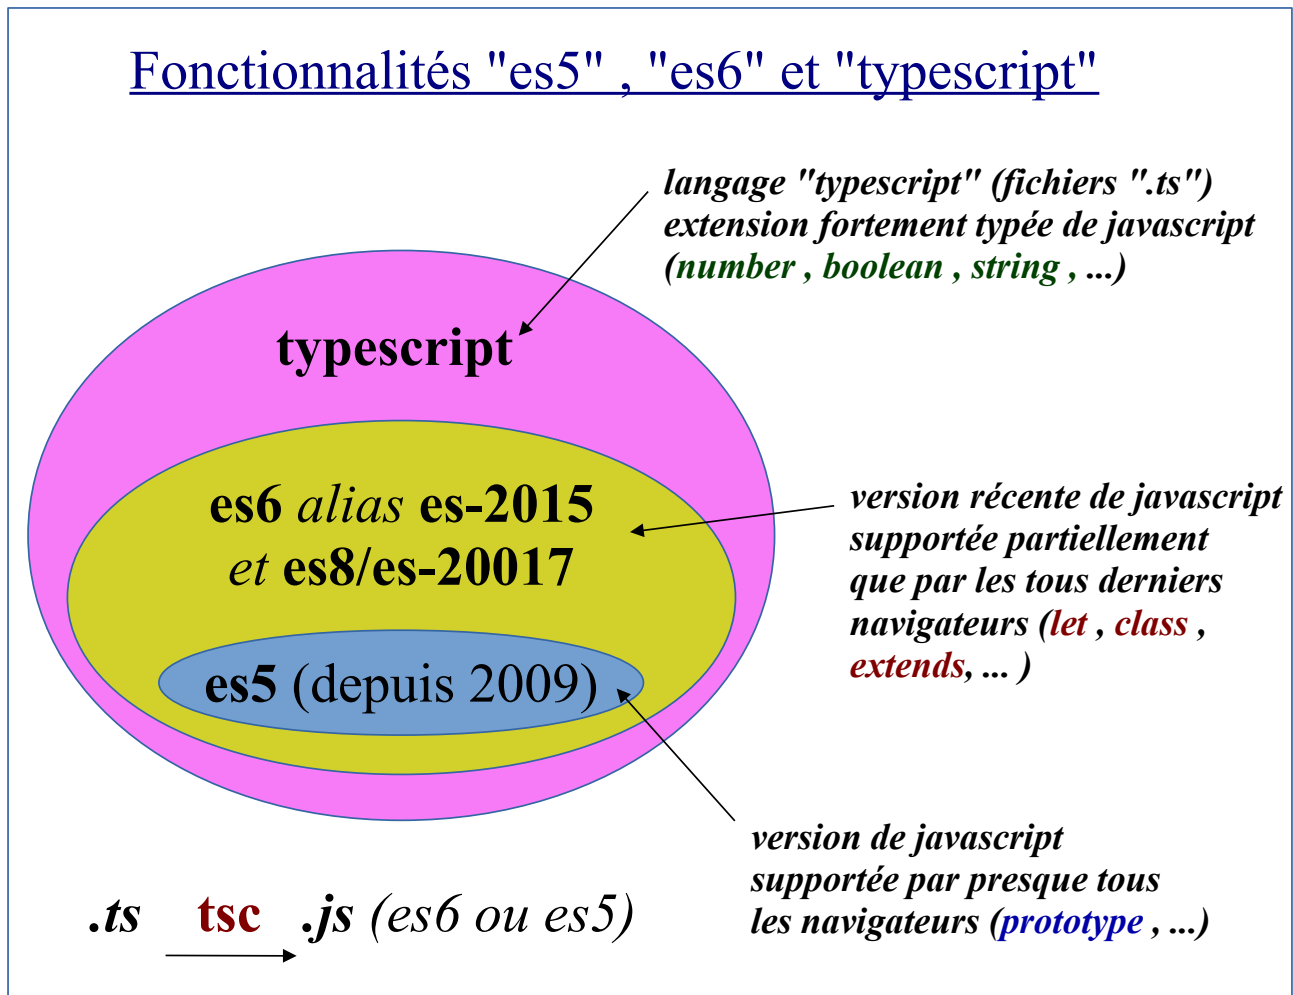 Fonctionnalités "es5" , "es6" et "typescript"
langage "typescript" (fichiers ".ts")
extension fortement typée de javascript
(number , boolean , string , ...)
typescript
es6 alias es-2015
et es8/es-20017
version récente de javascript
supportée partiellement
que par les tous derniers
navigateurs (let , class ,
extends, ... )
es5 (depuis 2009)
version de javascript
supportée par presque tous
les navigateurs (prototype , ...)
.ts tsc .js (es6 ou es5)